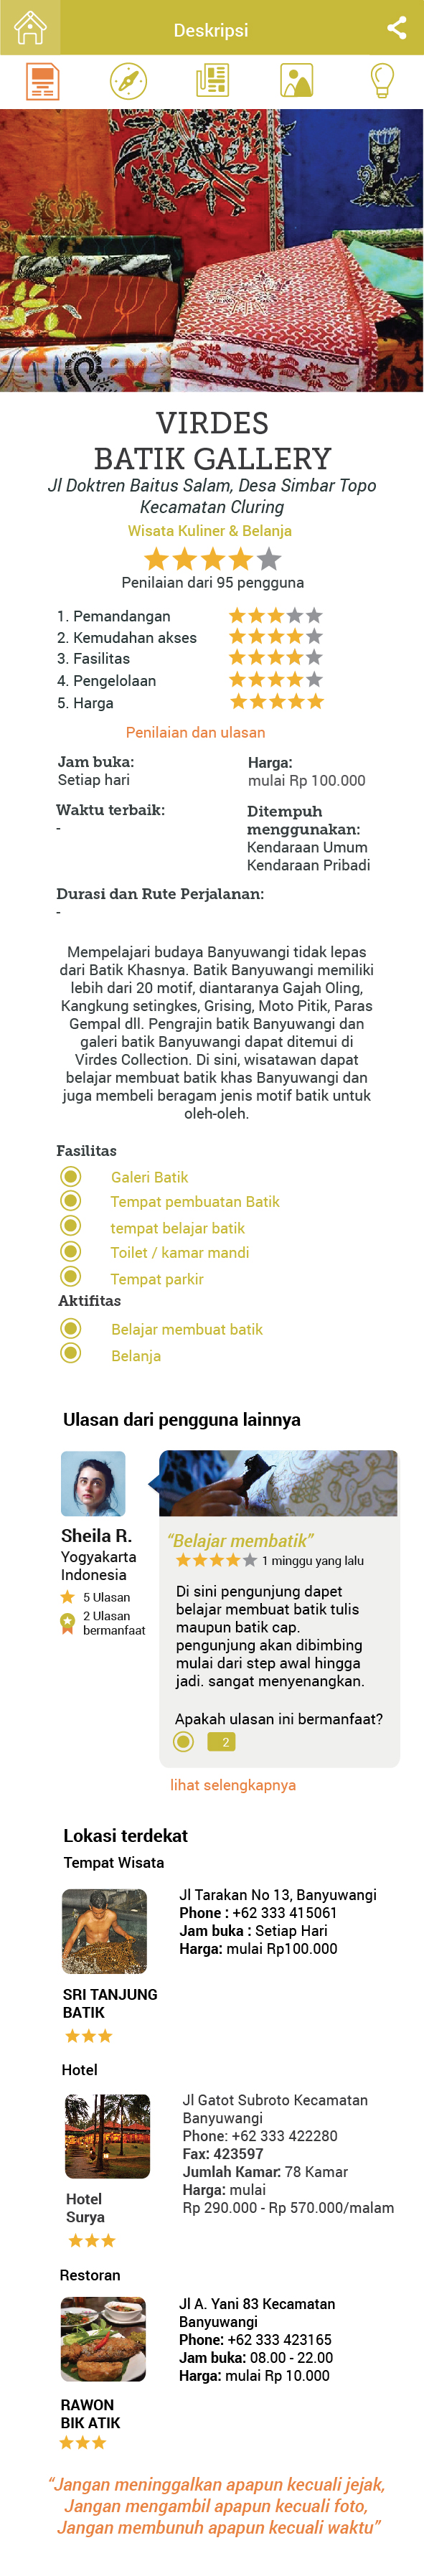 Deskripsi
VIRDES
BATIK GALLERY
Jl Doktren Baitus Salam, Desa Simbar Topo
Kecamatan Cluring
Wisata Kuliner & Belanja
Penilaian dari 95 pengguna
1. Pemandangan
2. Kemudahan akses
3. Fasilitas
4. Pengelolaan
5. Harga
Penilaian dan ulasan
Jam buka:
Setiap hari
Harga:
mulai Rp 100.000
Waktu terbaik:
-
Ditempuh
menggunakan:
Kendaraan Umum
Kendaraan Pribadi
Durasi dan Rute Perjalanan:
-
Mempelajari budaya Banyuwangi tidak lepas
dari Batik Khasnya. Batik Banyuwangi memiliki
lebih dari 20 motif, diantaranya Gajah Oling,
Kangkung setingkes, Grising, Moto Pitik, Paras
Gempal dll. Pengrajin batik Banyuwangi dan
galeri batik Banyuwangi dapat ditemui di
Virdes Collection. Di sini, wisatawan dapat
belajar membuat batik khas Banyuwangi dan
juga membeli beragam jenis motif batik untuk
oleh-oleh.
Fasilitas
Galeri Batik
Tempat pembuatan Batik
tempat belajar batik
Toilet / kamar mandi
Tempat parkir
Aktifitas
Belajar membuat batik
Belanja
Ulasan dari pengguna lainnya
Sheila R.
Yogyakarta
Indonesia
5 Ulasan
2 Ulasan
bermanfaat
“Belajar membatik”
1 minggu yang lalu
Di sini pengunjung dapet
belajar membuat batik tulis
maupun batik cap.
pengunjung akan dibimbing
mulai dari step awal hingga
jadi. sangat menyenangkan.
Apakah ulasan ini bermanfaat?
2
lihat selengkapnya
Lokasi terdekat
Tempat Wisata
Jl Tarakan No 13, Banyuwangi
Phone : +62 333 415061
Jam buka : Setiap Hari
Harga: mulai Rp100.000
SRI TANJUNG
BATIK
Hotel
Jl Gatot Subroto Kecamatan
Banyuwangi
Phone: +62 333 422280
Fax: 423597
Jumlah Kamar: 78 Kamar
Harga: mulai
Rp 290.000 - Rp 570.000/malam
Hotel
Surya
Restoran
Jl A. Yani 83 Kecamatan
Banyuwangi
Phone: +62 333 423165
Jam buka: 08.00 - 22.00
Harga: mulai Rp 10.000
RAWON
BIK ATIK
“Jangan meninggalkan apapun kecuali jejak,
Jangan mengambil apapun kecuali foto,
Jangan membunuh apapun kecuali waktu”